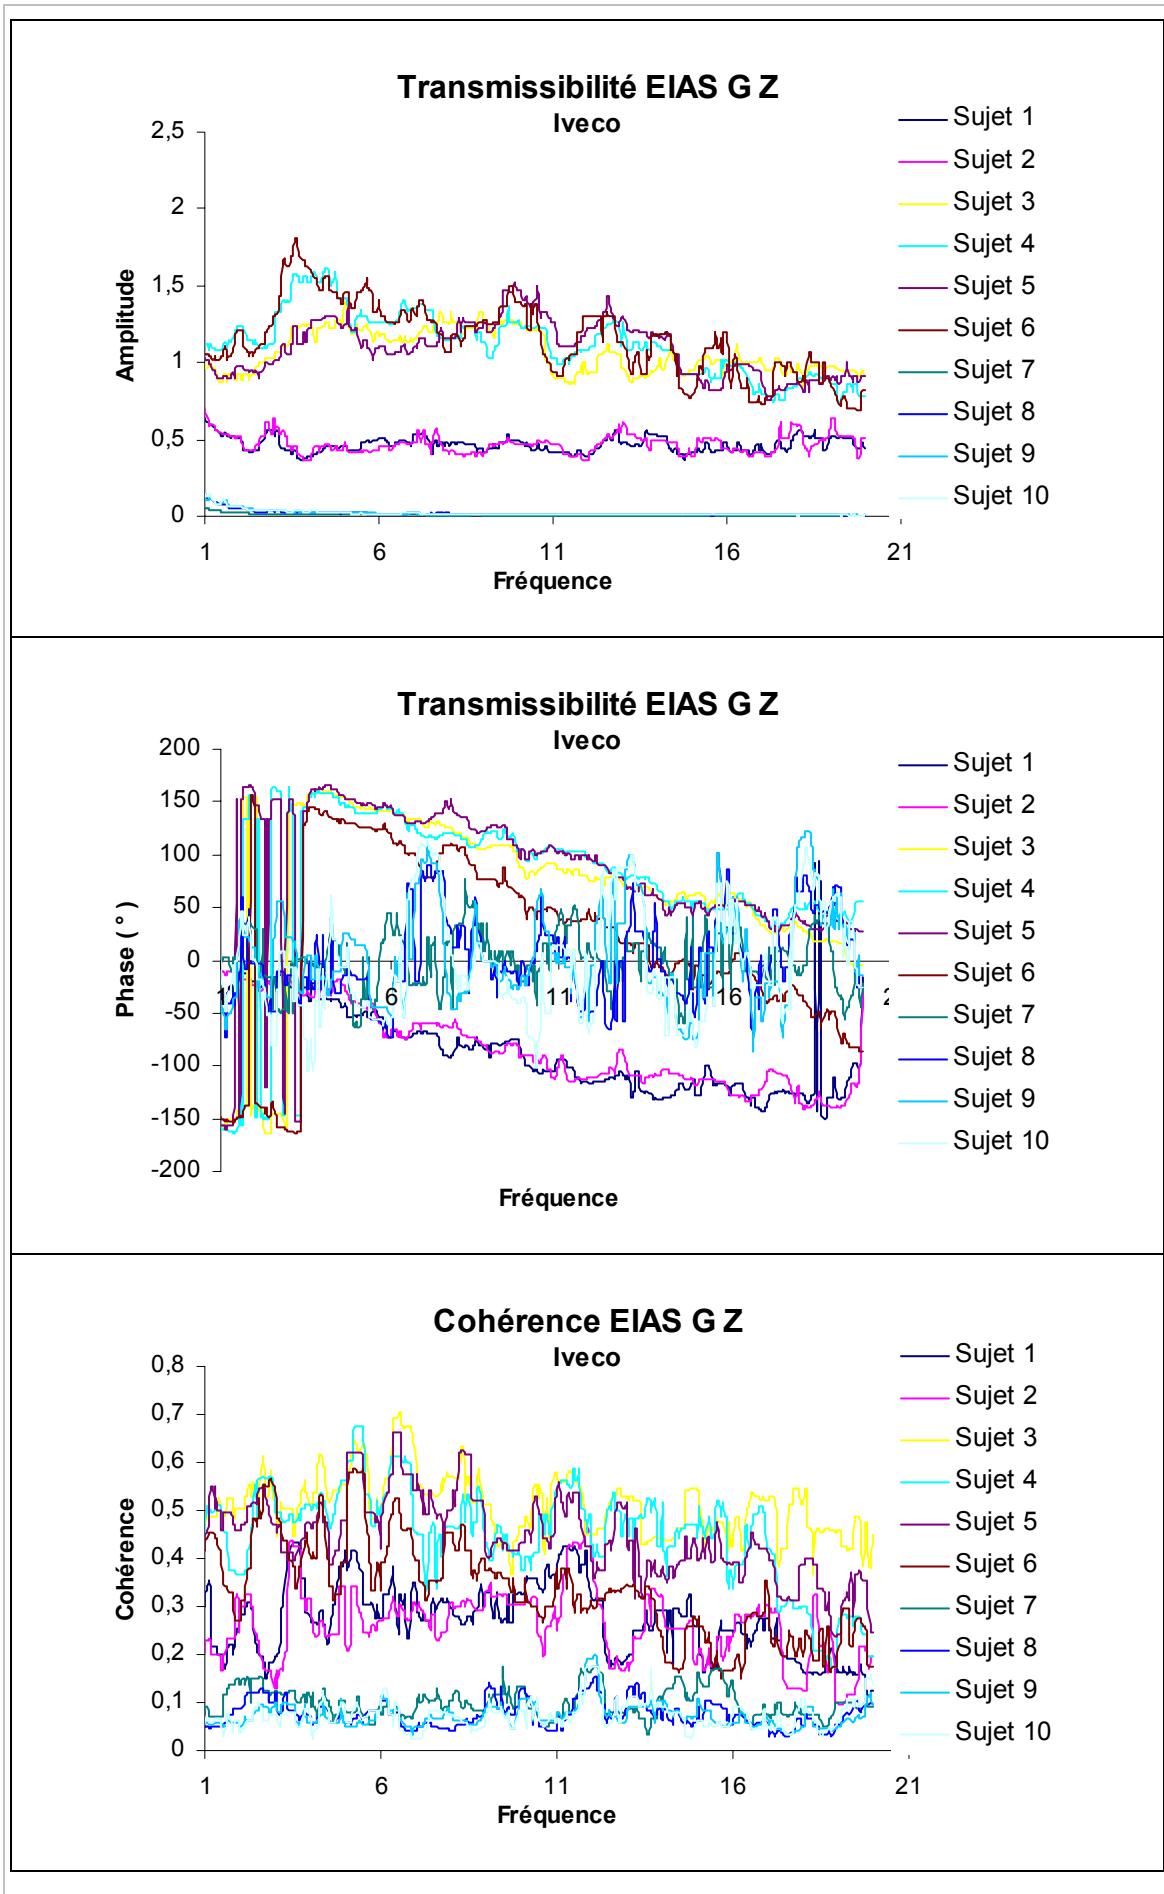 Transmissibilité EIAS G Z
Iveco
Amplitude
2,5
2
1,5
1
0,5
0
1
6
11
16
21
Fréquence
Sujet 1
Sujet 2
Sujet 3
Sujet 4
Sujet 5
Sujet 6
Sujet 7
Sujet 8
Sujet 9
Sujet 10
Transmissibilité EIAS G Z
Iveco
Phase ( ° )
200
150
100
50
0
-50
-100
-150
-200
1
6
11
16
2
Fréquence
Sujet 1
Sujet 2
Sujet 3
Sujet 4
Sujet 5
Sujet 6
Sujet 7
Sujet 8
Sujet 9
Sujet 10
Cohérence EIAS G Z
Iveco
Cohérence
0,8
0,7
0,6
0,5
0,4
0,3
0,2
0,1
0
1
6
11
16
21
Fréquence
Sujet 1
Sujet 2
Sujet 3
Sujet 4
Sujet 5
Sujet 6
Sujet 7
Sujet 8
Sujet 9
Sujet 10